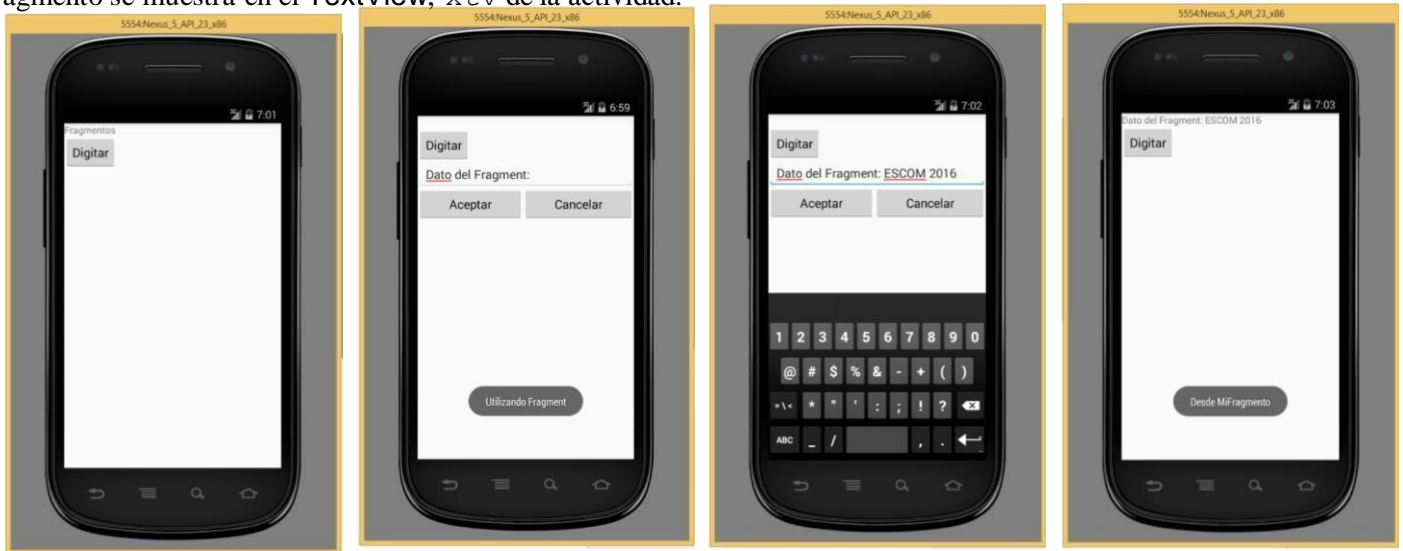 agmento se muestra en el TextView, xtv de la actividad.
5554:Nexus_5_API_23_x86
7:01
Fragmentos
Digitar
5554:Nexus_5_API_23_x86
6:59
Digitar
Dato del Fragment:
Aceptar Cancelar
Utilizando Fragment
5554:Nexus_5_API_23_x86
7:02
Digitar
Dato del Fragment: ESCOM 2016
Aceptar Cancelar
1 2 3 4 5 6 7 8 9 0
@ # $ % & - + ( )
=\< * " ' : ; ! ?
ABC _ / , .
5554:Nexus_5_API_23_x86
7:03
Dato del Fragment: ESCOM 2016
Digitar
Desde MiFragmento